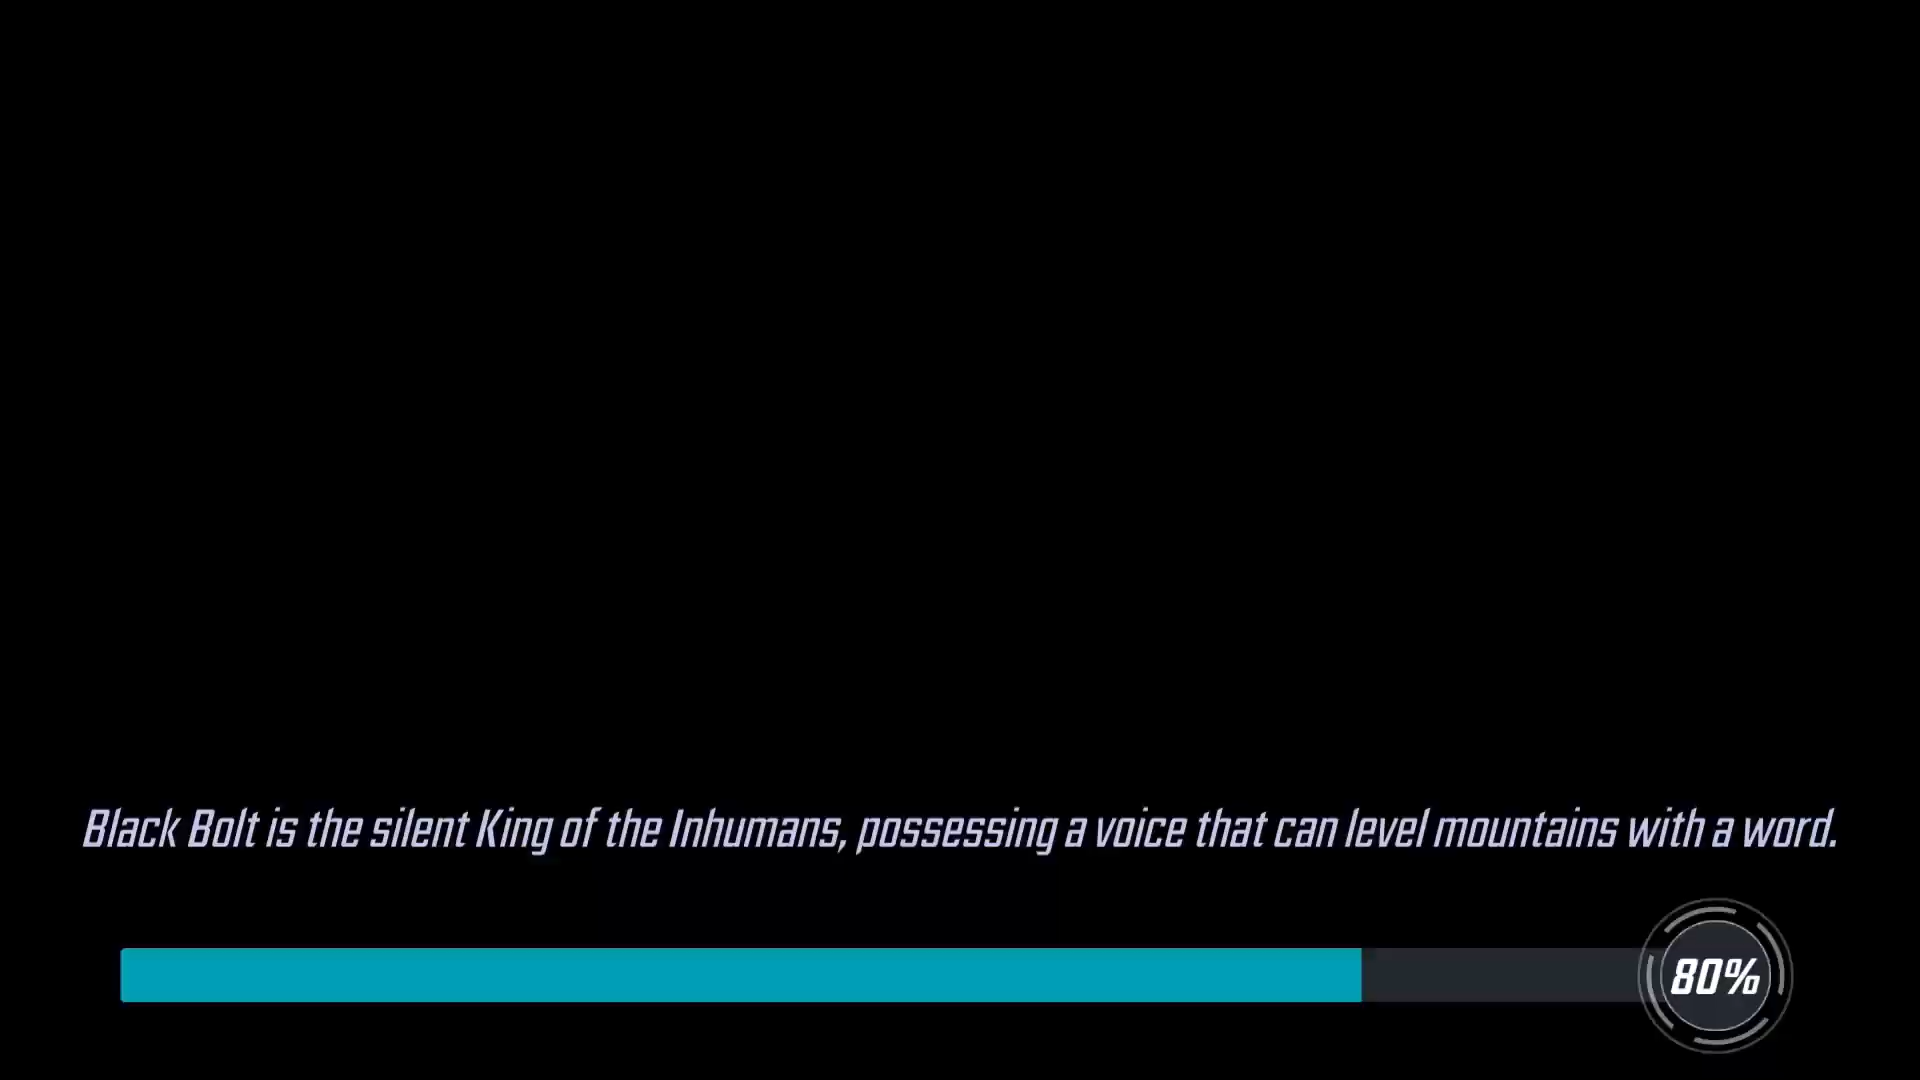 Black Bolt is the silent King of the Inhumans, possessing a voice that can level mountains with a word.
80%